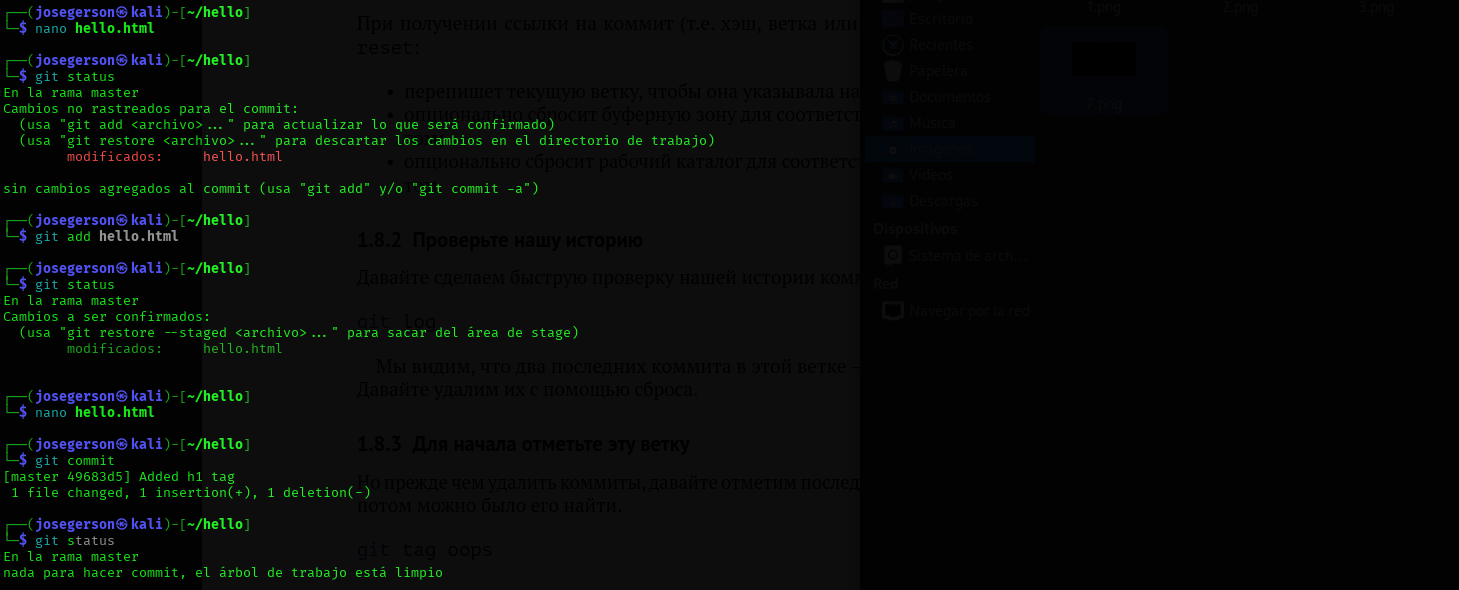 ┌──(josegerson㉿kali)-[~/hello]
└─$ nano hello.html
┌──(josegerson㉿kali)-[~/hello]
└─$ git status
En la rama master
Cambios no rastreados para el commit:
(usa "git add <archivo>..." para actualizar lo que será confirmado)
(usa "git restore <archivo>..." para descartar los cambios en el directorio de trabajo)
modificados: hello.html
sin cambios agregados al commit (usa "git add" y/o "git commit -a")
┌──(josegerson㉿kali)-[~/hello]
└─$ git add hello.html
┌──(josegerson㉿kali)-[~/hello]
└─$ git status
En la rama master
Cambios a ser confirmados:
(usa "git restore --staged <archivo>..." para sacar del área de stage)
modificados: hello.html
┌──(josegerson㉿kali)-[~/hello]
└─$ nano hello.html
┌──(josegerson㉿kali)-[~/hello]
└─$ git commit
[master 49683d5] Added h1 tag
1 file changed, 1 insertion(+), 1 deletion(-)
┌──(josegerson㉿kali)-[~/hello]
└─$ git status
En la rama master
nada para hacer commit, el árbol de trabajo está limpio
При получении ссылки на коммит (т.е. хэш, ветка или
reset:
• перепишет текущую ветку, чтобы она указывала на
• опционально сбросит буферную зону для соответст
• опционально сбросит рабочий каталог для соответс
1.8.2 Проверьте нашу историю
Давайте сделаем быструю проверку нашей истории комм
git log
Мы видим, что два последних коммита в этой ветке –
Давайте удалим их с помощью сброса.
1.8.3 Для начала отметьте эту ветку
Но прежде чем удалить коммиты, давайте отметим послед
потом можно было его найти.
git tag oops
Escritorio
Recientes
Papelera
Documentos
Música
Vídeos
Descargas
Dispositivos
Sistema de arch...
Red
Navegar por la red
1.png
2.png
3.png
7.png